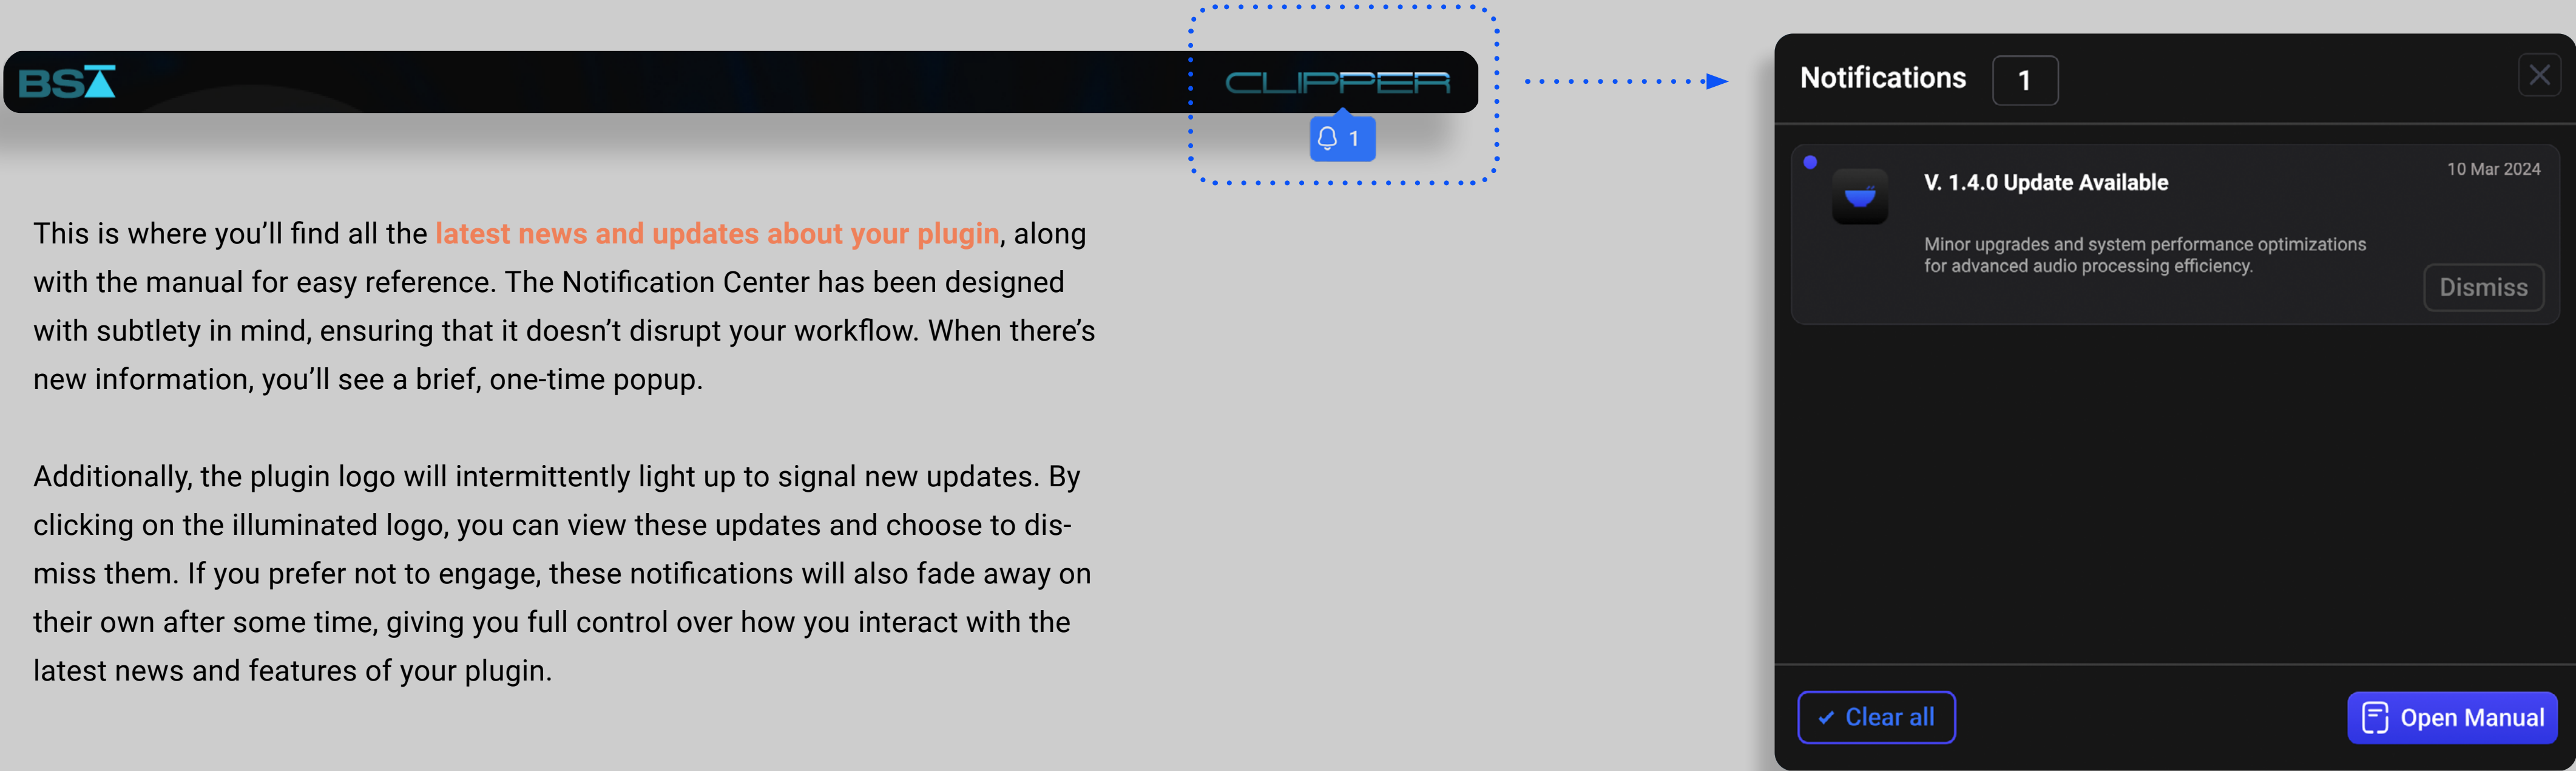 BSA
CLIPPER
1
This is where you’ll find all the latest news and updates about your plugin, along
with the manual for easy reference. The Notification Center has been designed
with subtlety in mind, ensuring that it doesn’t disrupt your workflow. When there’s
new information, you’ll see a brief, one-time popup.
Additionally, the plugin logo will intermittently light up to signal new updates. By
clicking on the illuminated logo, you can view these updates and choose to dis-
miss them. If you prefer not to engage, these notifications will also fade away on
their own after some time, giving you full control over how you interact with the
latest news and features of your plugin.
Notifications 1
10 Mar 2024
V. 1.4.0 Update Available
Minor upgrades and system performance optimizations
for advanced audio processing efficiency.
Dismiss
Clear all
Open Manual